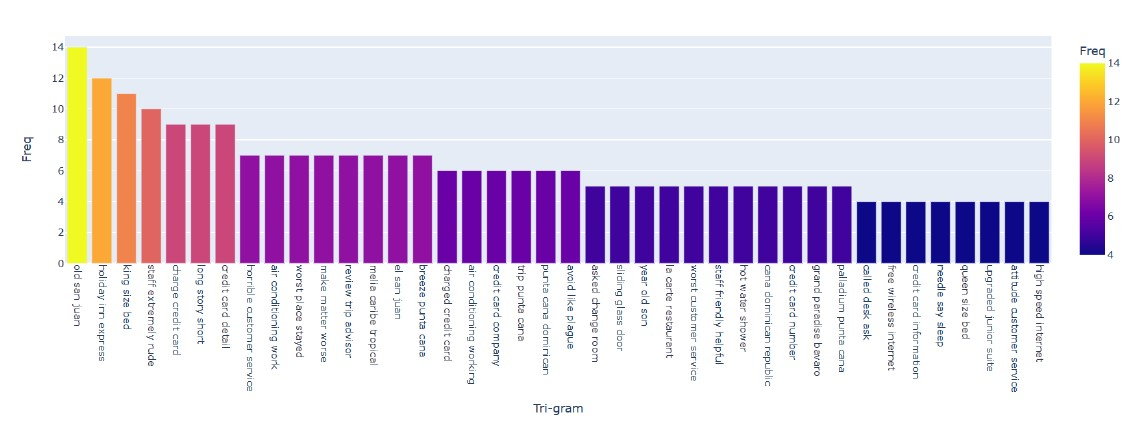 Freq
14
12
10
8
6
4
2
0
old san juan
holiday inn express
king size bed
staff extremely rude
charge credit card
long story short
credit card detail
horrible customer service
air conditioning work
worst place stayed
make matter worse
review trip advisor
melia caribe tropical
el san juan
breeze punta cana
charged credit card
air conditioning working
credit card company
trip punta cana
punta cana dominican
avoid like plague
asked change room
sliding glass door
year old son
la carte restaurant
worst customer service
staff friendly helpful
hot water shower
cana dominican republic
credit card number
grand paradise bavaro
palladium punta cana
called desk ask
free wireless internet
credit card information
needle say sleep
queen size bed
upgraded junior suite
attitude customer service
high speed internet
Tri-gram
Freq
14
12
10
8
6
4